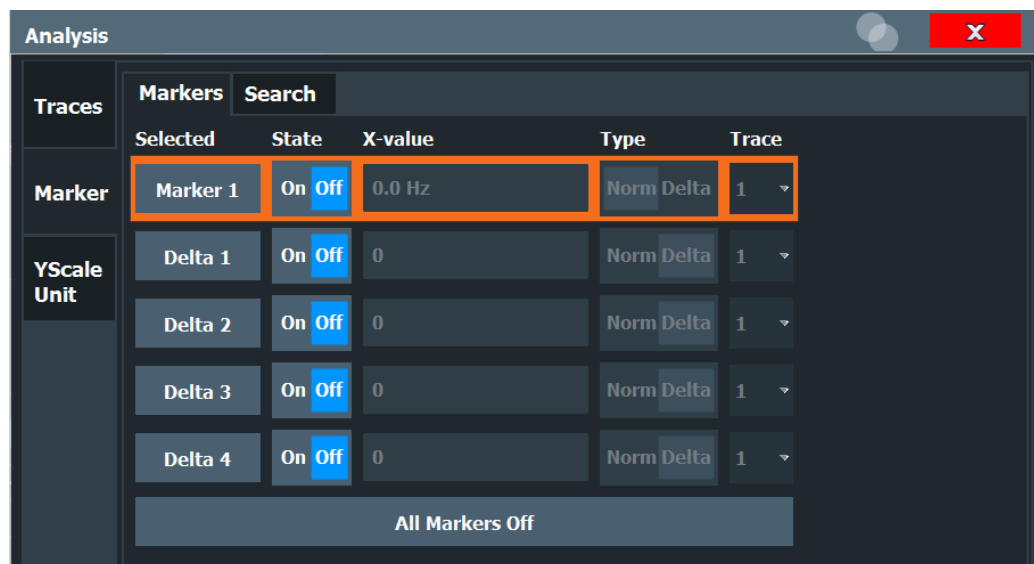 Analysis X
Traces
Marker
YScale
Unit
Markers Search
Selected State X-value Type Trace
Marker 1 On Off 0.0 Hz Norm Delta 1
Delta 1 On Off 0 Norm Delta 1
Delta 2 On Off 0 Norm Delta 1
Delta 3 On Off 0 Norm Delta 1
Delta 4 On Off 0 Norm Delta 1
All Markers Off